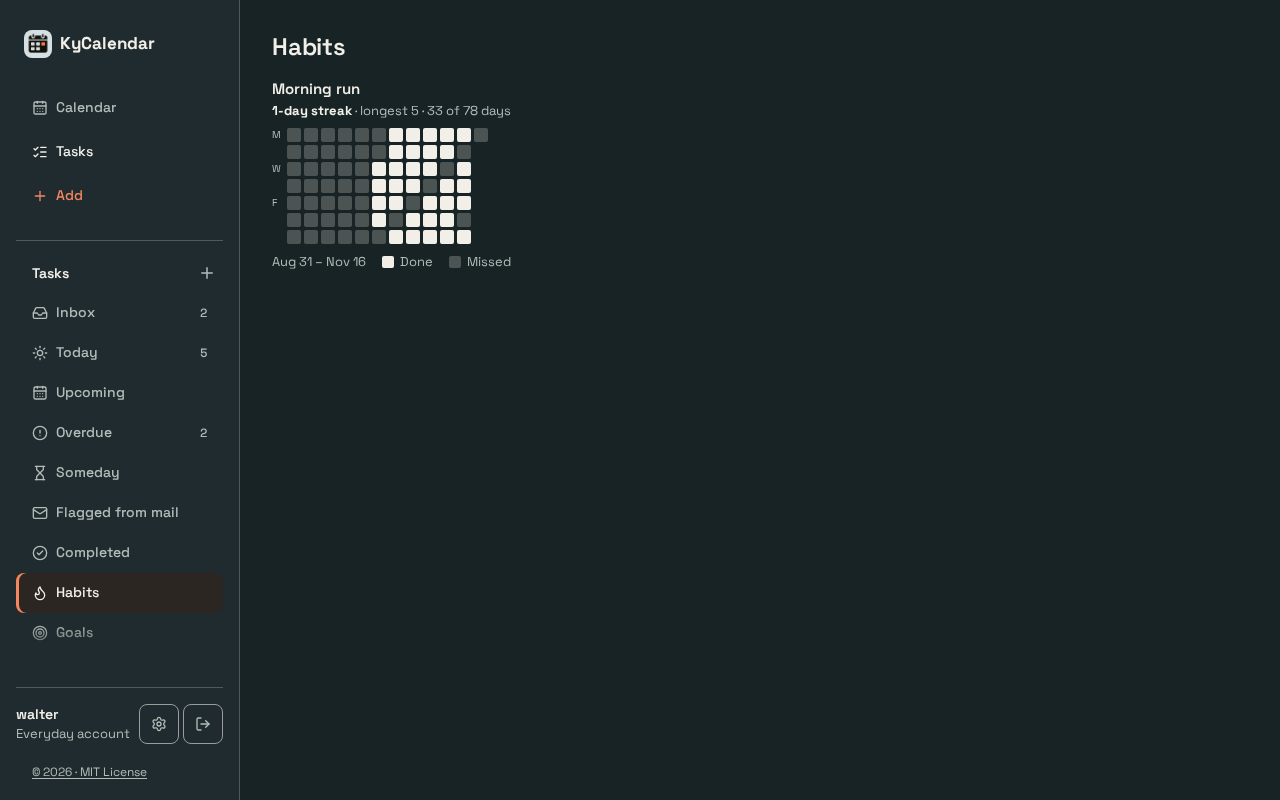 KyCalendar
Calendar
Tasks
Add
Tasks
Inbox 2
Today 5
Upcoming
Overdue 2
Someday
Flagged from mail
Completed
Habits
Goals
walter
Everyday account
© 2026 · MIT License
Habits
Morning run
1-day streak · longest 5 · 33 of 78 days
M
W
F
Aug 31 – Nov 16 Done Missed